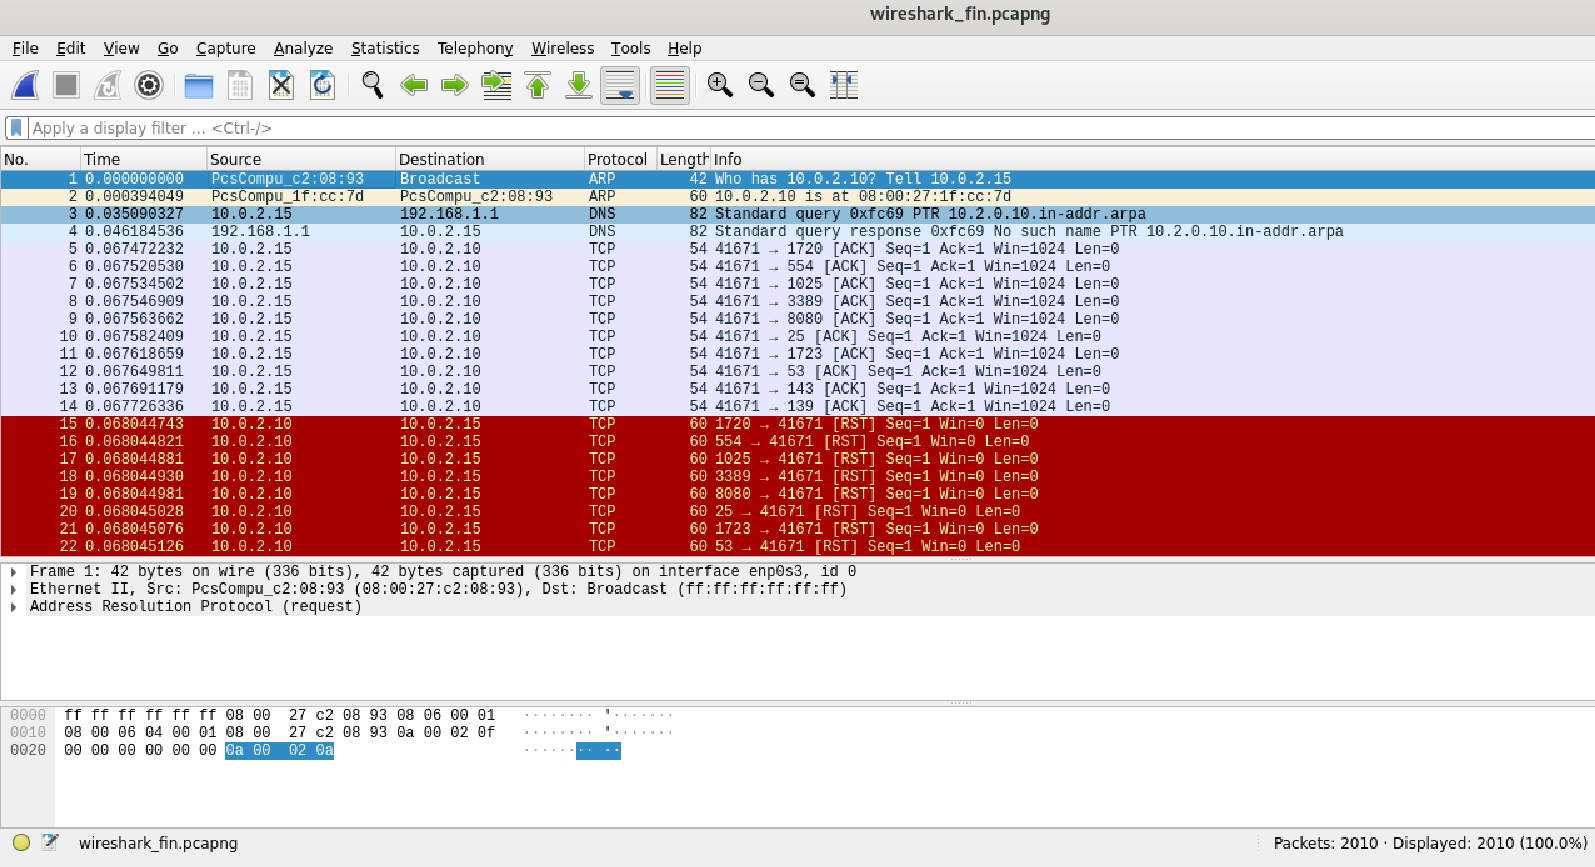 wireshark_fin.pcapng
File Edit View Go Capture Analyze Statistics Telephony Wireless Tools Help
Apply a display filter ... <Ctrl-/>
No. Time Source Destination Protocol Length Info
1 0.000000000 PcsCompu_c2:08:93 Broadcast ARP 42 Who has 10.0.2.10? Tell 10.0.2.15
2 0.000394049 PcsCompu_1f:cc:7d PcsCompu_c2:08:93 ARP 60 10.0.2.10 is at 08:00:27:1f:cc:7d
3 0.035090327 10.0.2.15 192.168.1.1 DNS 82 Standard query 0xfc69 PTR 10.2.0.10.in-addr.arpa
4 0.046184536 192.168.1.1 10.0.2.15 DNS 82 Standard query response 0xfc69 No such name PTR 10.2.0.10.in-addr.arpa
5 0.067472232 10.0.2.15 10.0.2.10 TCP 54 41671 → 1720 [ACK] Seq=1 Ack=1 Win=1024 Len=0
6 0.067520530 10.0.2.15 10.0.2.10 TCP 54 41671 → 554 [ACK] Seq=1 Ack=1 Win=1024 Len=0
7 0.067534502 10.0.2.15 10.0.2.10 TCP 54 41671 → 1025 [ACK] Seq=1 Ack=1 Win=1024 Len=0
8 0.067546909 10.0.2.15 10.0.2.10 TCP 54 41671 → 3389 [ACK] Seq=1 Ack=1 Win=1024 Len=0
9 0.067563662 10.0.2.15 10.0.2.10 TCP 54 41671 → 8080 [ACK] Seq=1 Ack=1 Win=1024 Len=0
10 0.067582409 10.0.2.15 10.0.2.10 TCP 54 41671 → 25 [ACK] Seq=1 Ack=1 Win=1024 Len=0
11 0.067618659 10.0.2.15 10.0.2.10 TCP 54 41671 → 1723 [ACK] Seq=1 Ack=1 Win=1024 Len=0
12 0.067649811 10.0.2.15 10.0.2.10 TCP 54 41671 → 53 [ACK] Seq=1 Ack=1 Win=1024 Len=0
13 0.067691179 10.0.2.15 10.0.2.10 TCP 54 41671 → 143 [ACK] Seq=1 Ack=1 Win=1024 Len=0
14 0.067726336 10.0.2.15 10.0.2.10 TCP 54 41671 → 139 [ACK] Seq=1 Ack=1 Win=1024 Len=0
15 0.068044743 10.0.2.10 10.0.2.15 TCP 60 1720 → 41671 [RST] Seq=1 Win=0 Len=0
16 0.068044821 10.0.2.10 10.0.2.15 TCP 60 554 → 41671 [RST] Seq=1 Win=0 Len=0
17 0.068044881 10.0.2.10 10.0.2.15 TCP 60 1025 → 41671 [RST] Seq=1 Win=0 Len=0
18 0.068044930 10.0.2.10 10.0.2.15 TCP 60 3389 → 41671 [RST] Seq=1 Win=0 Len=0
19 0.068044981 10.0.2.10 10.0.2.15 TCP 60 8080 → 41671 [RST] Seq=1 Win=0 Len=0
20 0.068045028 10.0.2.10 10.0.2.15 TCP 60 25 → 41671 [RST] Seq=1 Win=0 Len=0
21 0.068045076 10.0.2.10 10.0.2.15 TCP 60 1723 → 41671 [RST] Seq=1 Win=0 Len=0
22 0.068045126 10.0.2.10 10.0.2.15 TCP 60 53 → 41671 [RST] Seq=1 Win=0 Len=0
Frame 1: 42 bytes on wire (336 bits), 42 bytes captured (336 bits) on interface enp0s3, id 0
Ethernet II, Src: PcsCompu_c2:08:93 (08:00:27:c2:08:93), Dst: Broadcast (ff:ff:ff:ff:ff:ff)
Address Resolution Protocol (request)
0000 ff ff ff ff ff ff 08 00 27 c2 08 93 08 06 00 01 ········ '·······
0010 08 00 06 04 00 01 08 00 27 c2 08 93 0a 00 02 0f ········ '·······
0020 00 00 00 00 00 00 0a 00 02 0a ········ ··
wireshark_fin.pcapng Packets: 2010 · Displayed: 2010 (100.0%)